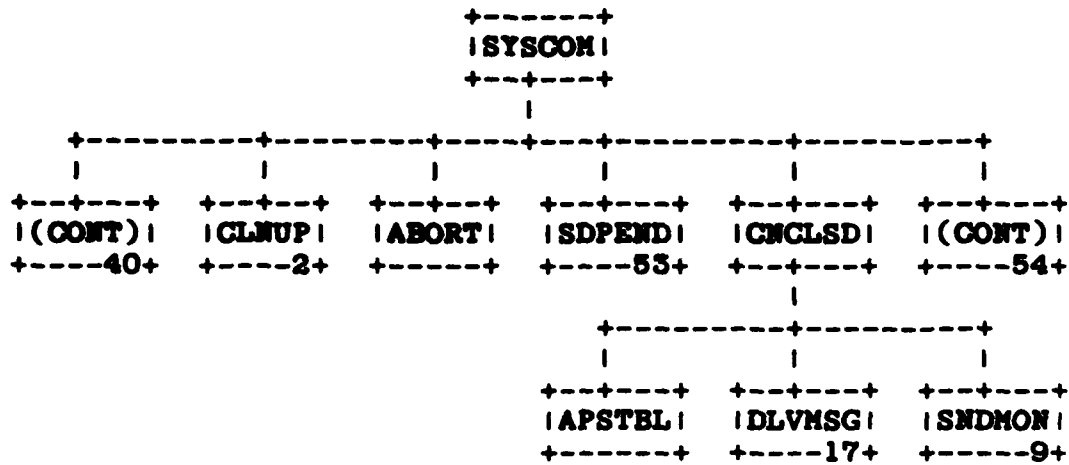 SYSCOM
(CONT) CLNUP ABORT SDPEND CNCLSD (CONT)
40 2 53 54
APSTBL DLVMSG SNDMON
17 9